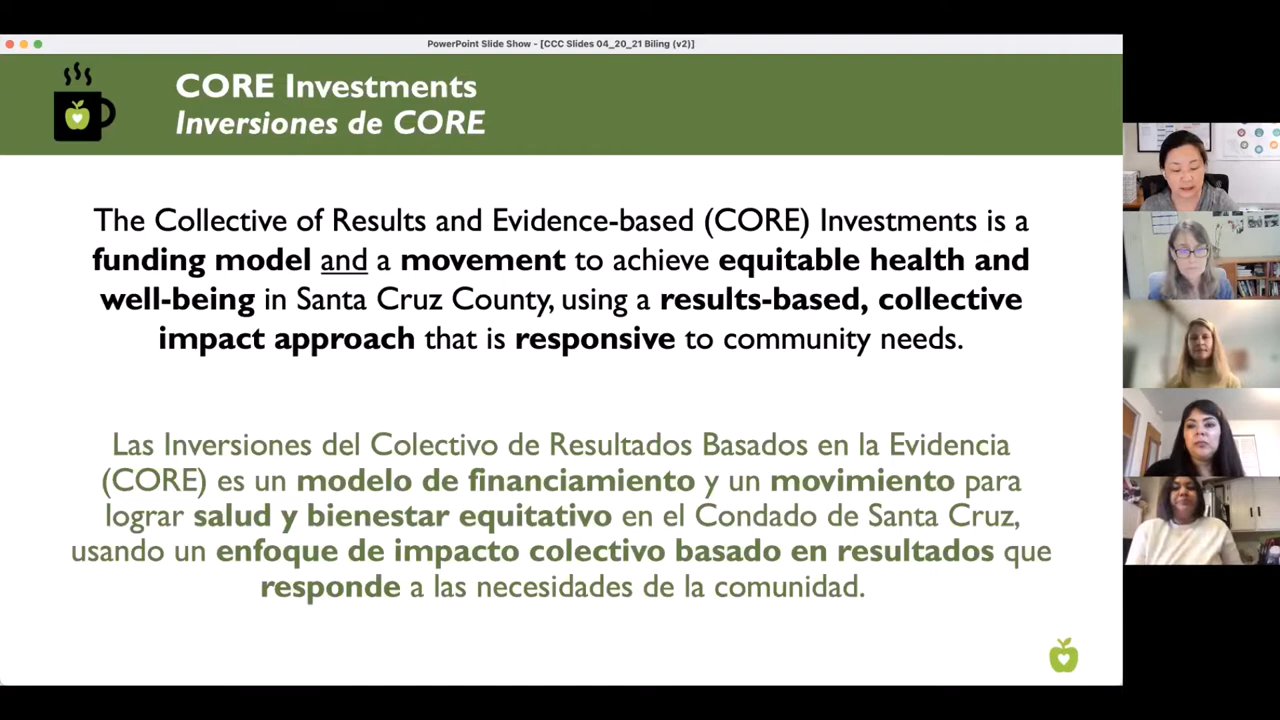 PowerPoint Slide Show - [CCC Slides 04_20_21 Biling (v2)]
CORE Investments
Inversiones de CORE
The Collective of Results and Evidence-based (CORE) Investments is a
funding model and a movement to achieve equitable health and
well-being in Santa Cruz County, using a results-based, collective
impact approach that is responsive to community needs.
Las Inversiones del Colectivo de Resultados Basados en la Evidencia
(CORE) es un modelo de financiamiento y un movimiento para
lograr salud y bienestar equitativo en el Condado de Santa Cruz,
usando un enfoque de impacto colectivo basado en resultados que
responde a las necesidades de la comunidad.